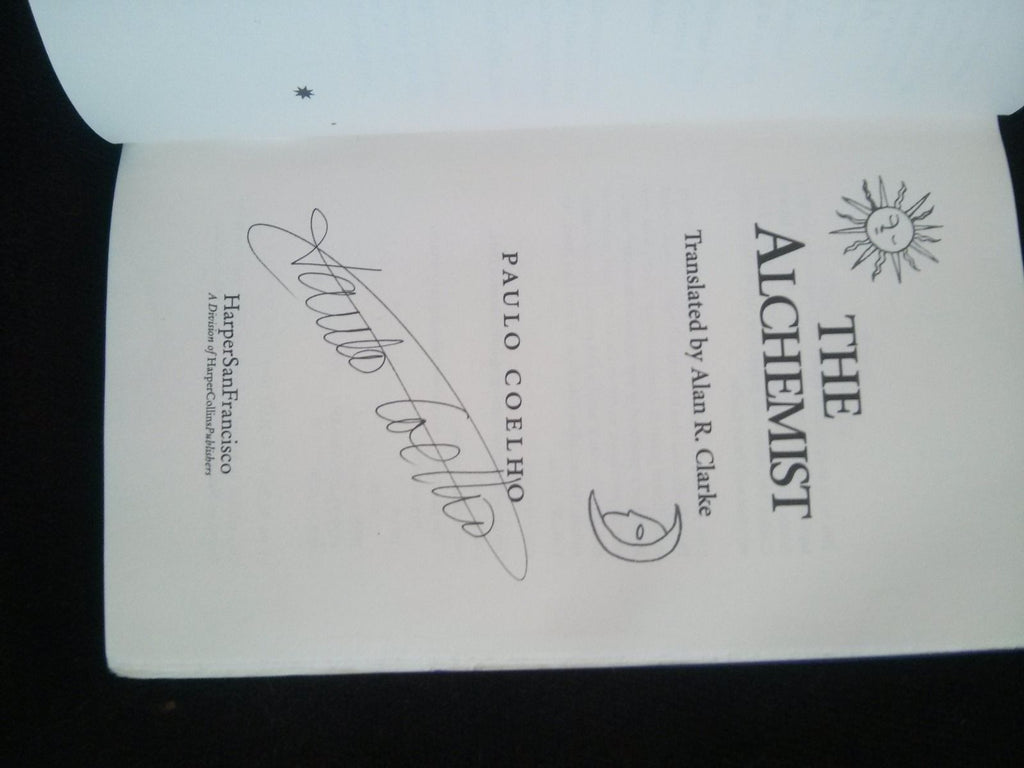 THE
ALCHEMIST
Translated by Alan R. Clarke
PAULO COELHO
Paulo Coelho
HarperSanFrancisco
A Division of HarperCollinsPublishers